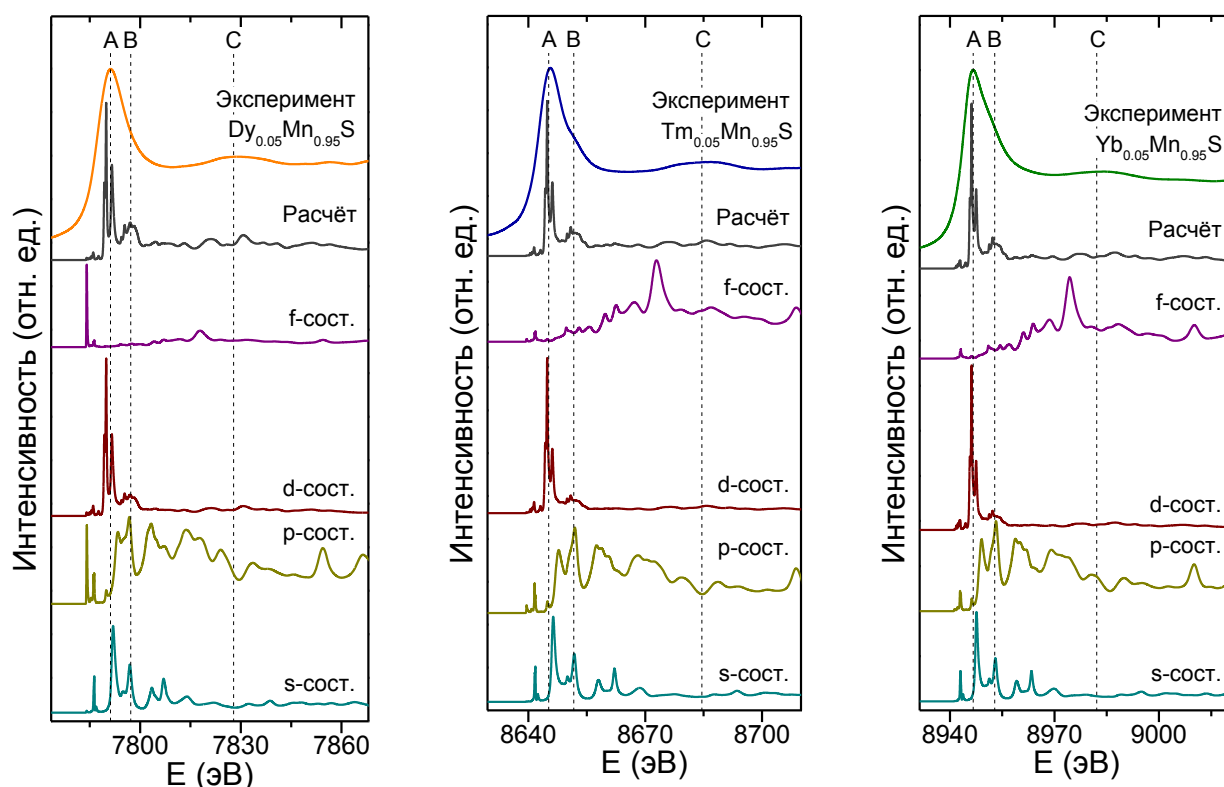 A B C
Эксперимент
Dy0.05Mn0.95S
Расчёт
f-сост.
d-сост.
p-сост.
s-сост.
Интенсивность (отн. ед.)
7800 7830 7860
E (эВ)
A B C
Эксперимент
Tm0.05Mn0.95S
Расчёт
f-сост.
d-сост.
p-сост.
s-сост.
Интенсивность (отн. ед.)
8640 8670 8700
E (эВ)
A B C
Эксперимент
Yb0.05Mn0.95S
Расчёт
f-сост.
d-сост.
p-сост.
s-сост.
Интенсивность (отн. ед.)
8940 8970 9000
E (эВ)